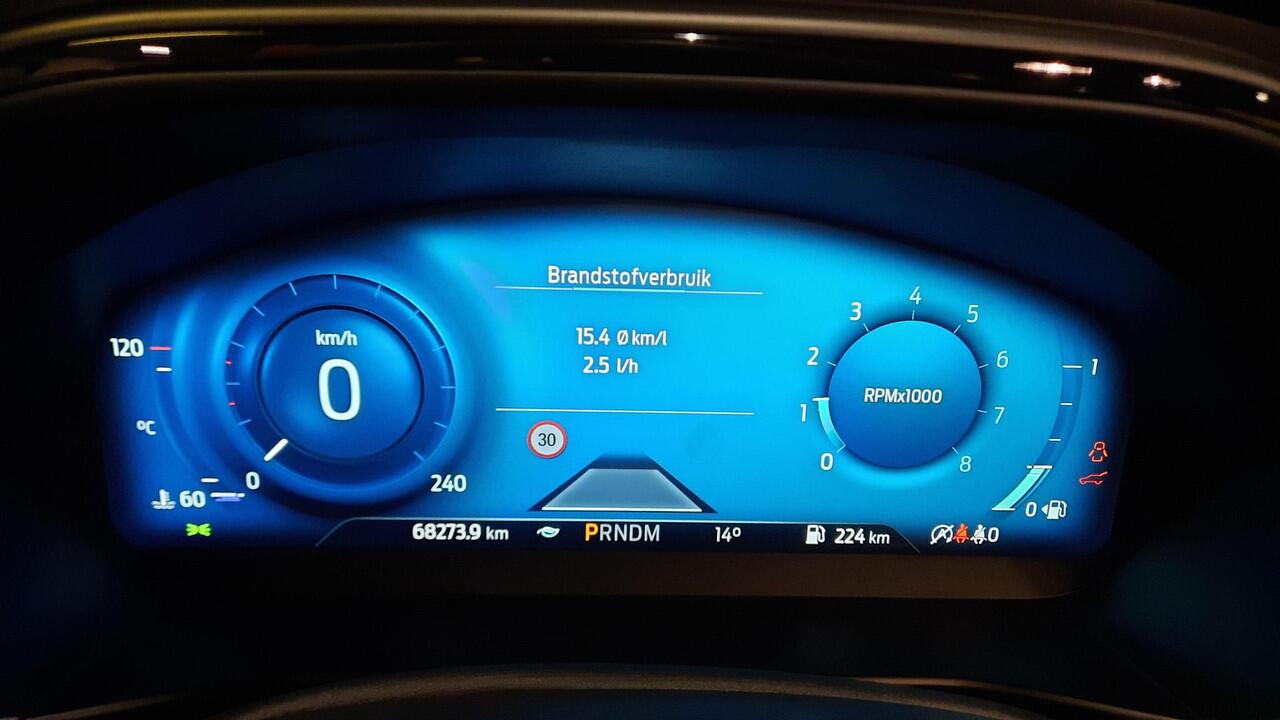 Brandstofverbruik
15.4 Ø km/l
2.5 l/h
30
120
°C
60
km/h
0
0
240
0
1
2
3
4
5
6
7
8
RPMx1000
1
0
68273.9 km
PRNDM
14°
224 km
0